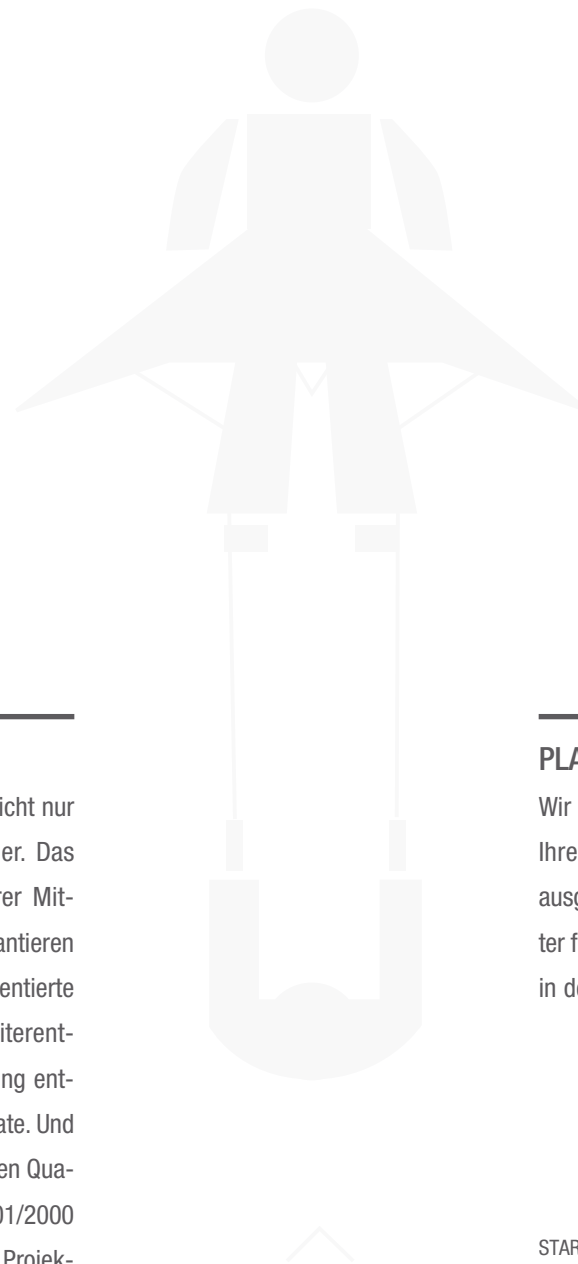 icht nur
er. Das
rer Mit-
antieren
entierte
iterent-
ng ent-
ate. Und
en Qua-
01/2000
Projek-
PLA
Wir
Ihre
ausg
ter f
in de
STAR